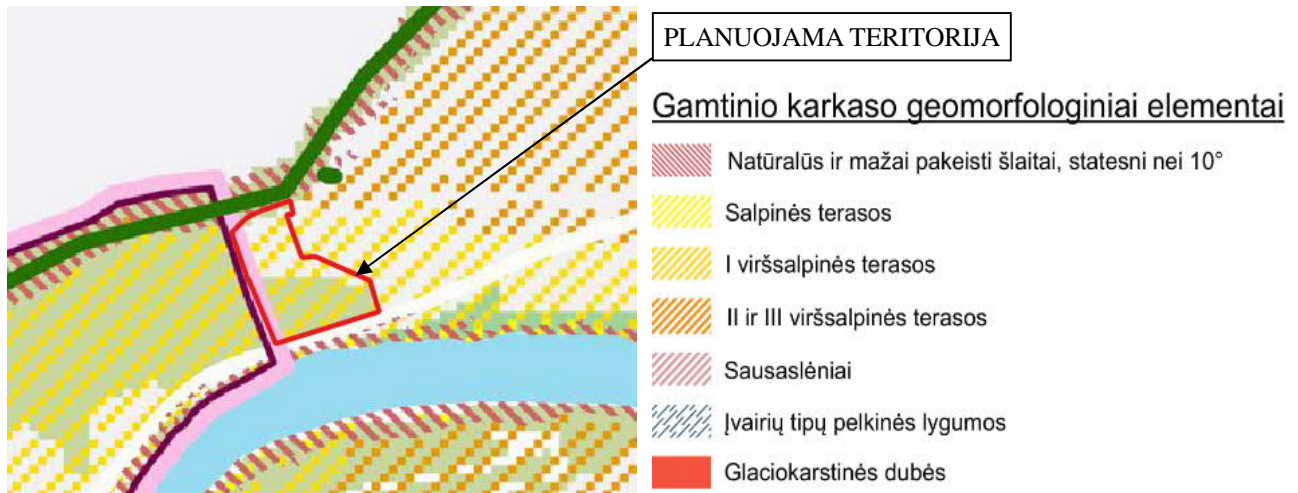 PLANUOJAMA TERITORIJA
Gamtinio karkaso geomorfologiniai elementai
Natūralūs ir mažai pakeisti šlaitai, statesni nei 10°
Salpinės terasos
I viršsalpinės terasos
II ir III viršsalpinės terasos
Sausaslėniai
Įvairių tipų pelkinės lygumos
Glaciokarstinės dubės